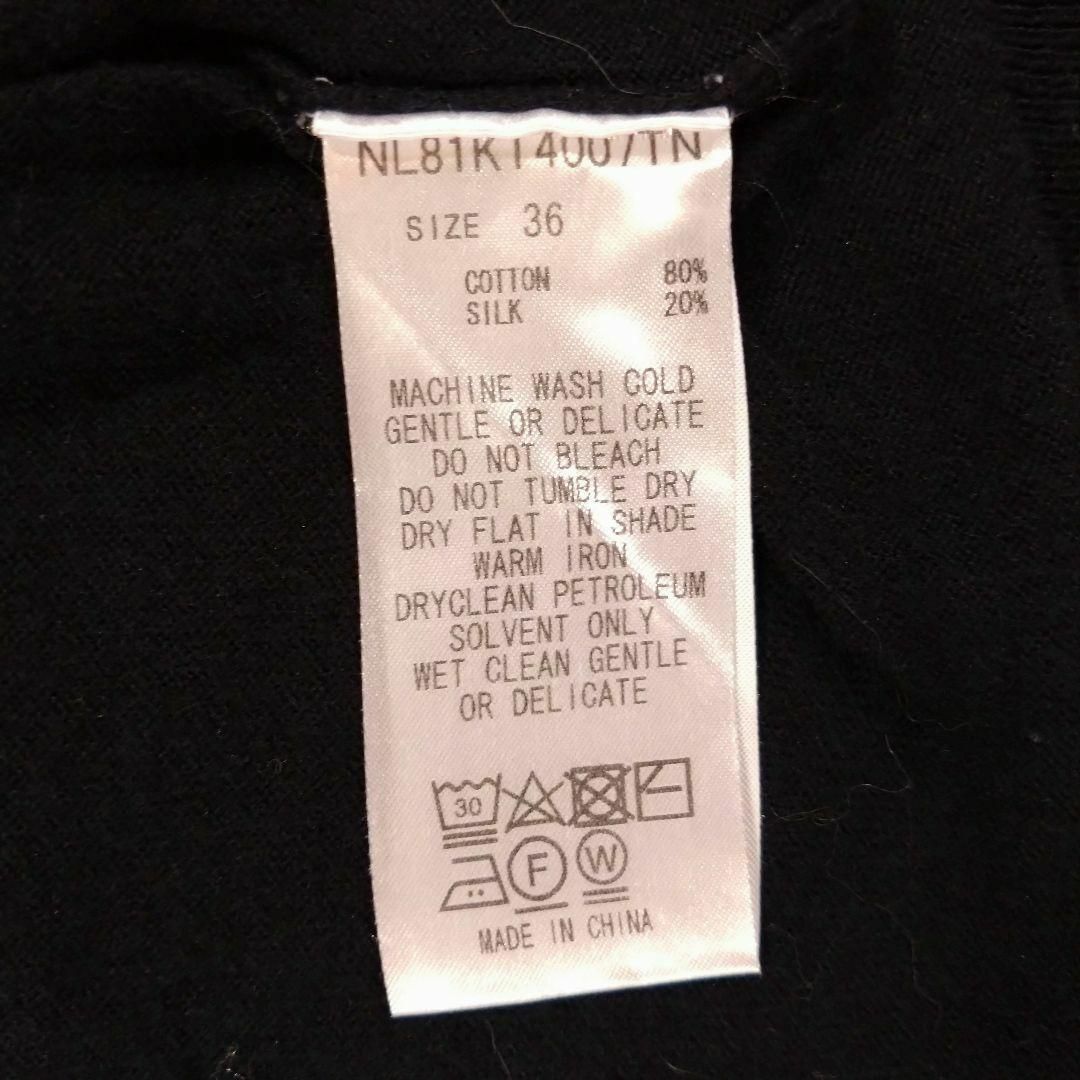 NL81K14007TN
SIZE 36
COTTON 80%
SILK 20%
MACHINE WASH COLD
GENTLE OR DELICATE
DO NOT BLEACH
DO NOT TUMBLE DRY
DRY FLAT IN SHADE
WARM IRON
DRYCLEAN PETROLEUM
SOLVENT ONLY
WET CLEAN GENTLE
OR DELICATE
30
F W
MADE IN CHINA